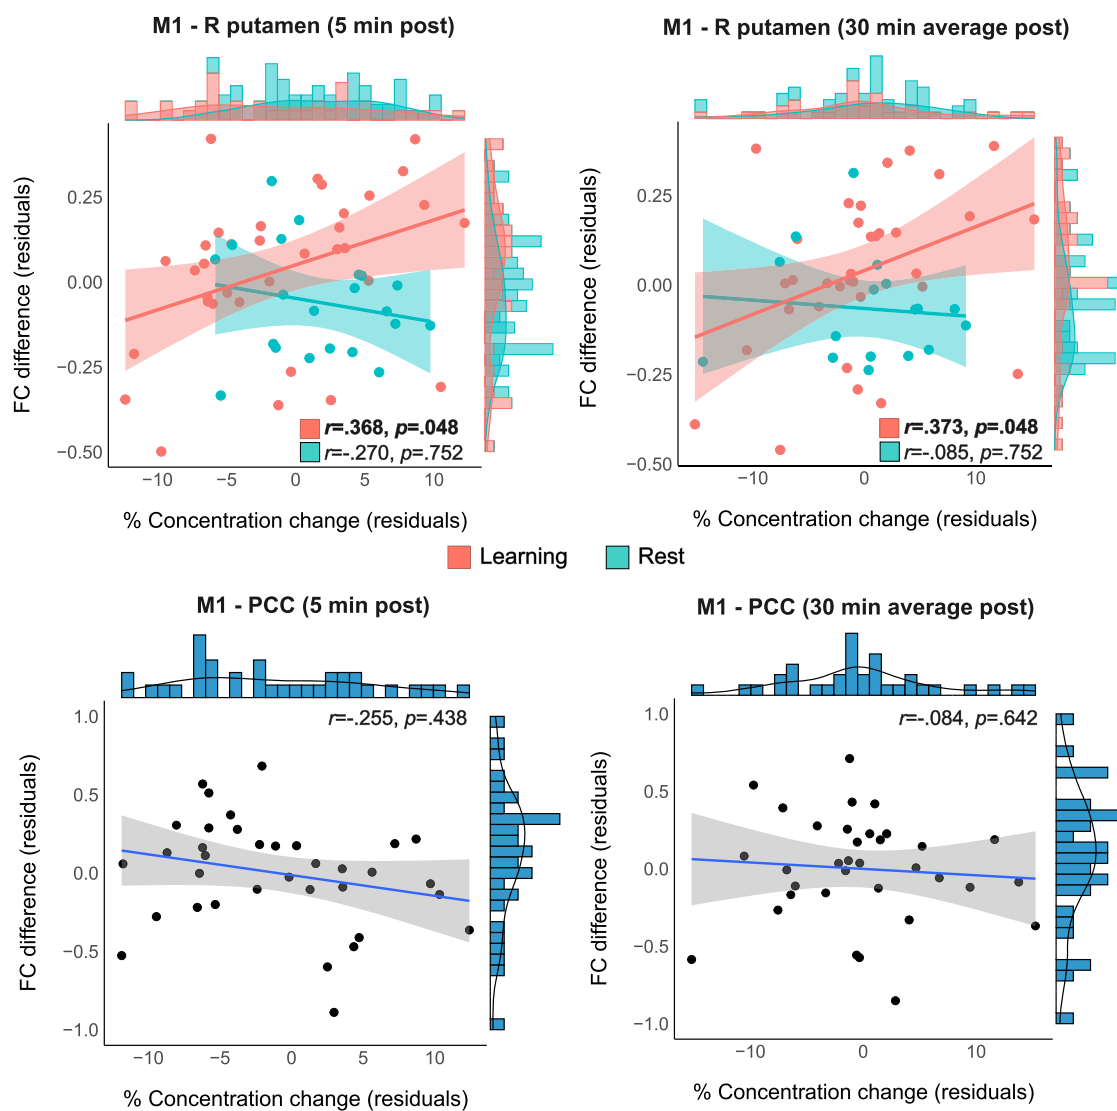 M1 - R putamen (5 min post)
M1 - R putamen (30 min average post)
FC difference (residuals)
0.25
0.00
−0.25
−0.50
r=.368, p=.048
r=-.270, p=.752
−10
−5
0
5
10
% Concentration change (residuals)
FC difference (residuals)
0.25
0.00
−0.25
−0.50
r=.373, p=.048
r=-.085, p=.752
−10
0
10
% Concentration change (residuals)
Learning
Rest
M1 - PCC (5 min post)
M1 - PCC (30 min average post)
FC difference (residuals)
1.0
0.5
0.0
−0.5
−1.0
r=-.255, p=.438
−10
−5
0
5
10
% Concentration change (residuals)
FC difference (residuals)
1.0
0.5
0.0
−0.5
−1.0
r=-.084, p=.642
−10
0
10
% Concentration change (residuals)